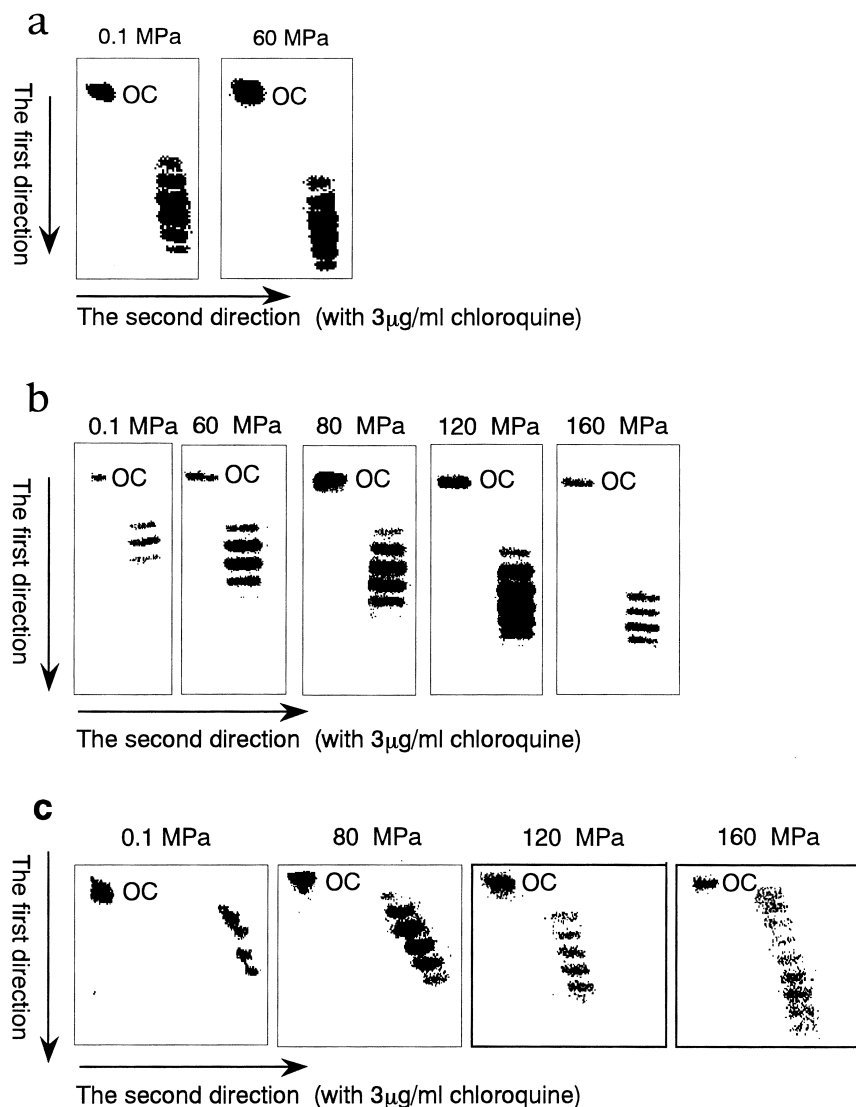 a
0.1 MPa 60 MPa
The first direction
OC OC
The second direction (with 3μg/ml chloroquine)
b
0.1 MPa 60 MPa 80 MPa 120 MPa 160 MPa
The first direction
OC OC OC OC OC
The second direction (with 3μg/ml chloroquine)
c
0.1 MPa 80 MPa 120 MPa 160 MPa
The first direction
OC OC OC OC
The second direction (with 3μg/ml chloroquine)